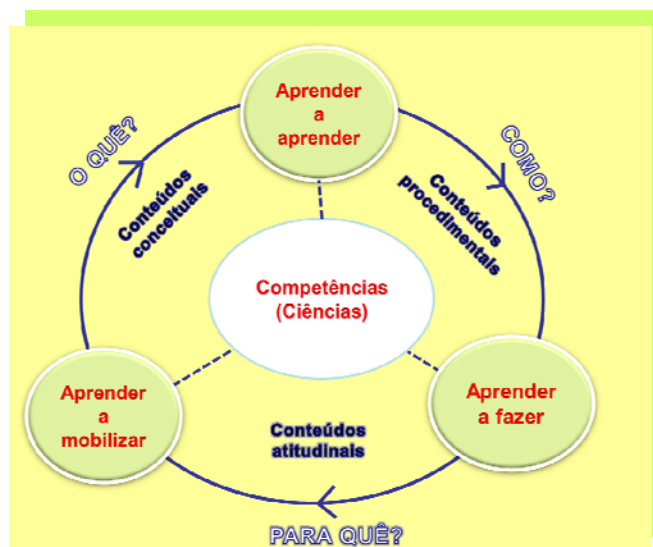 Aprender
a
aprender
O QUÊ?
COMO?
Conteúdos
conceituais
Conteúdos
procedimentais
Competências
(Ciências)
Aprender
a
mobilizar
Aprender
a fazer
Conteúdos
atitudinais
PARA QUÊ?